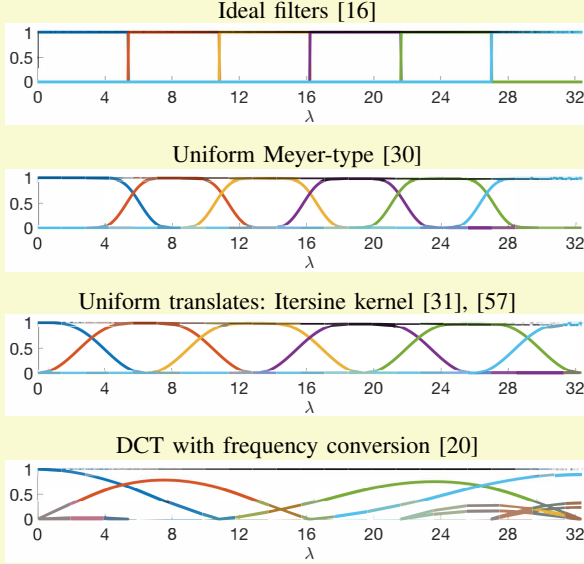 Ideal filters [16]
1
0.5
0
0 4 8 12 16 20 24 28 32
λ
Uniform Meyer-type [30]
1
0.5
0
0 4 8 12 16 20 24 28 32
λ
Uniform translates: Itersine kernel [31], [57]
1
0.5
0
0 4 8 12 16 20 24 28 32
λ
DCT with frequency conversion [20]
1
0.5
0
0 4 8 12 16 20 24 28 32
λ